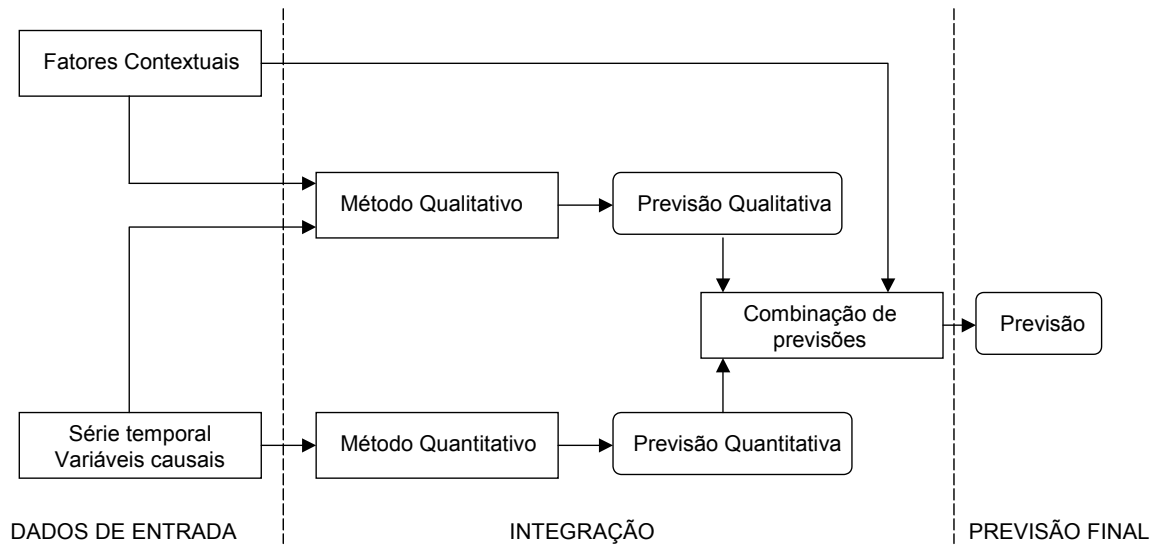 Fatores Contextuais
Método Qualitativo
Previsão Qualitativa
Combinação de
previsões
Previsão
Série temporal
Variáveis causais
Método Quantitativo
Previsão Quantitativa
DADOS DE ENTRADA
INTEGRAÇÃO
PREVISÃO FINAL